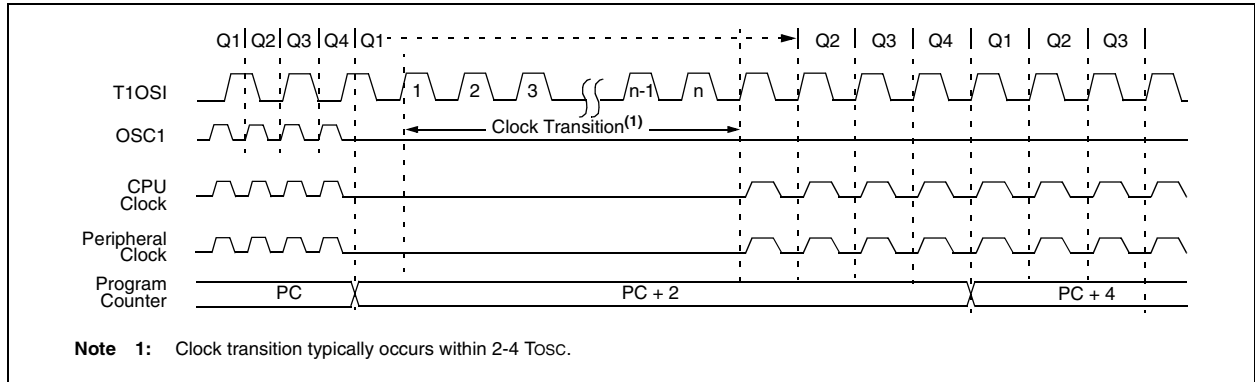 Q1 Q2 Q3 Q4 Q1 Q2 Q3 Q4 Q1 Q2 Q3
T1OSI 1 2 3 n-1 n
Clock Transition(1)
OSC1
CPU
Clock
Peripheral
Clock
Program
Counter
PC PC + 2 PC + 4
Note 1: Clock transition typically occurs within 2-4 TOSC.